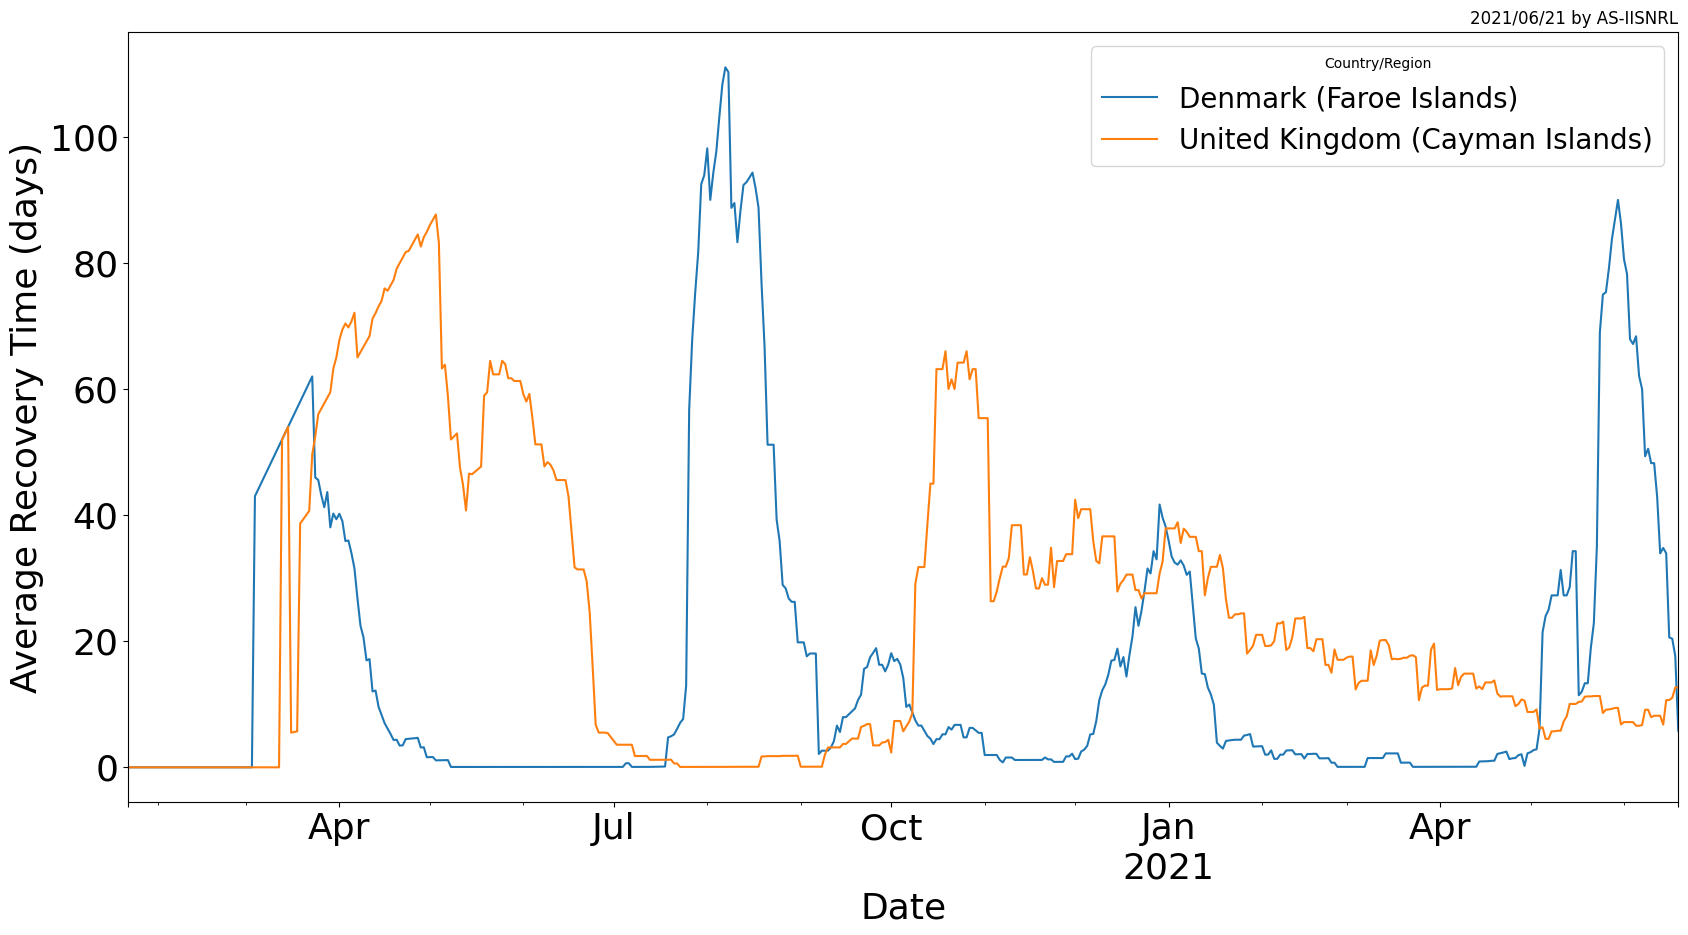 2021/06/21 by AS-IISNRL
Country/Region
Denmark (Faroe Islands)
United Kingdom (Cayman Islands)
Average Recovery Time (days)
100
80
60
40
20
0
Apr
Jul
Oct
Jan
2021
Apr
Date